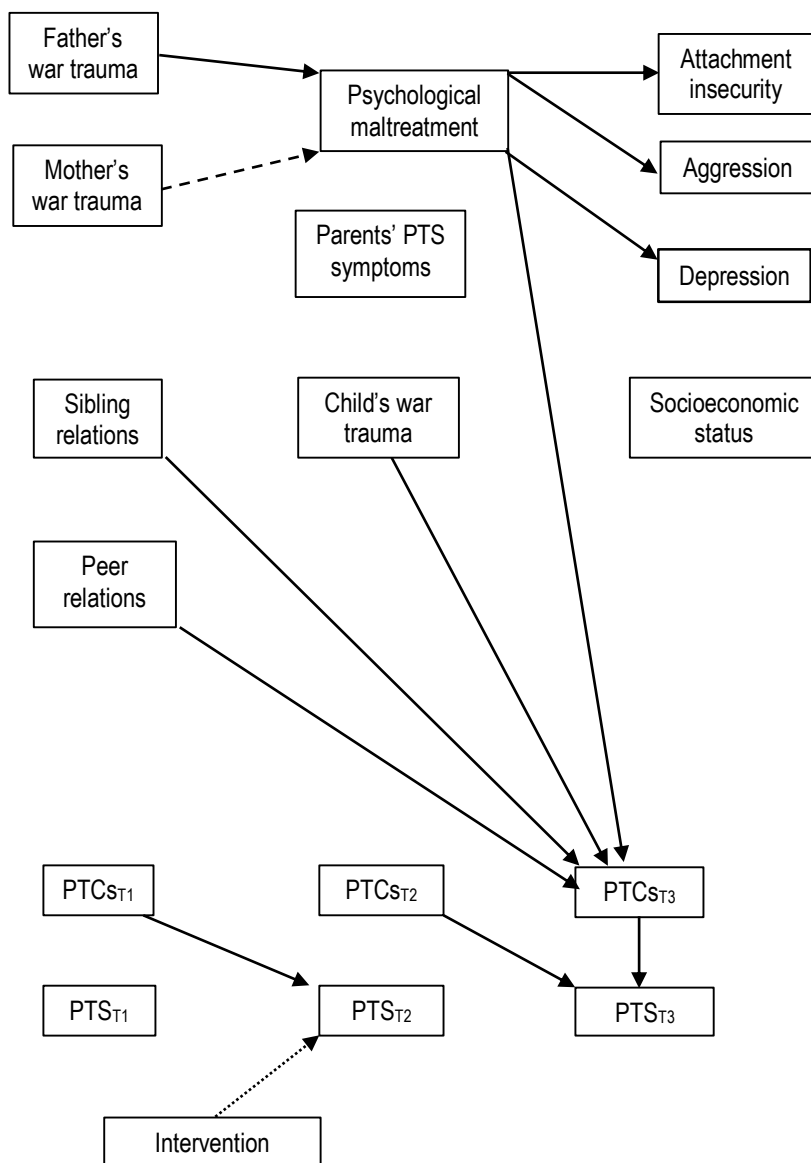 Father’s
war trauma
Attachment
insecurity
Psychological
maltreatment
Mother’s
war trauma
Aggression
Parents’ PTS
symptoms
Depression
Sibling
relations
Child’s war
trauma
Socioeconomic
status
Peer
relations
PTCsT1
PTCsT2
PTCsT3
PTST1
PTST2
PTST3
Intervention